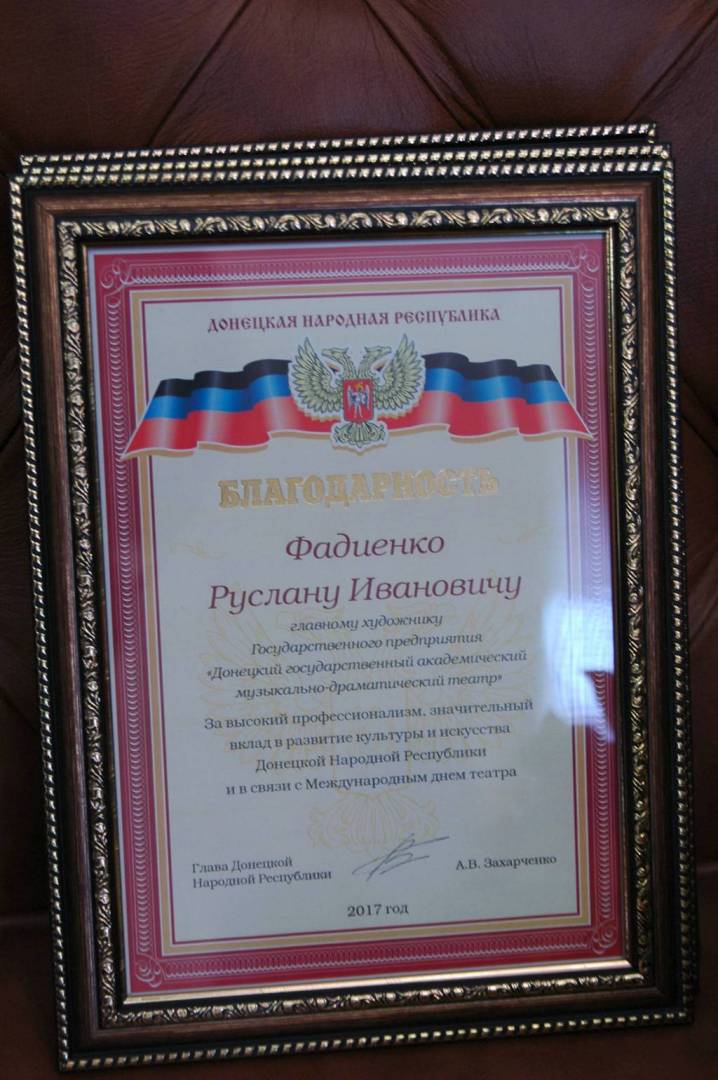 ДОНЕЦКАЯ НАРОДНАЯ РЕСПУБЛИКА
БЛАГОДАРНОСТЬ
Фадиенко
Руслану Ивановичу
главному художнику
Государственного предприятия
«Донецкий государственный академический
музыкально-драматический театр»
За высокий профессионализм, значительный
вклад в развитие культуры и искусства
Донецкой Народной Республики
и в связи с Международным днем театра
Глава Донецкой
Народной Республики
А.В. Захарченко
2017 год